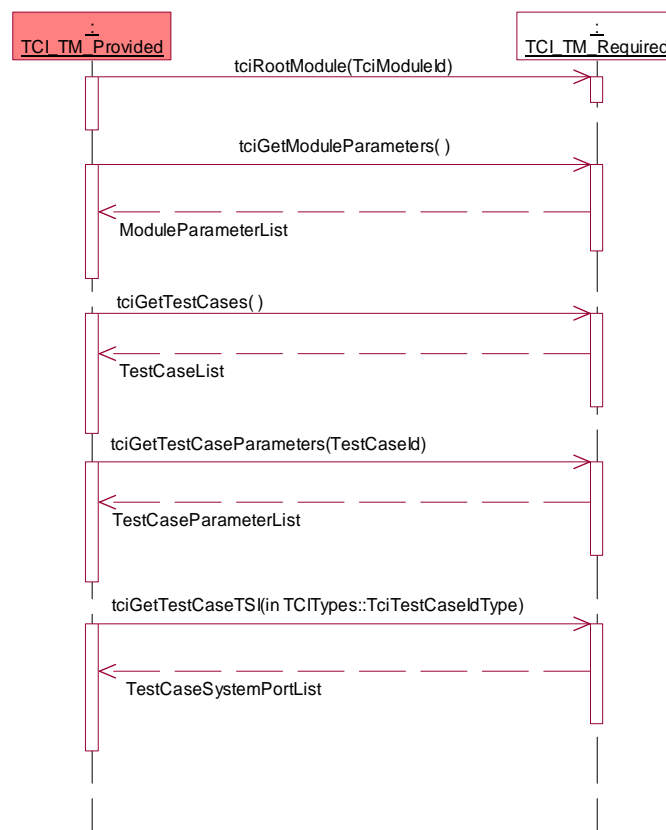 :
TCI_TM_Provided
:
TCI_TM_Required
tciRootModule(TciModuleId)
tciGetModuleParameters( )
ModuleParameterList
tciGetTestCases( )
TestCaseList
tciGetTestCaseParameters(TestCaseId)
TestCaseParameterList
tciGetTestCaseTSI(in TCITypes::TciTestCaseIdType)
TestCaseSystemPortList